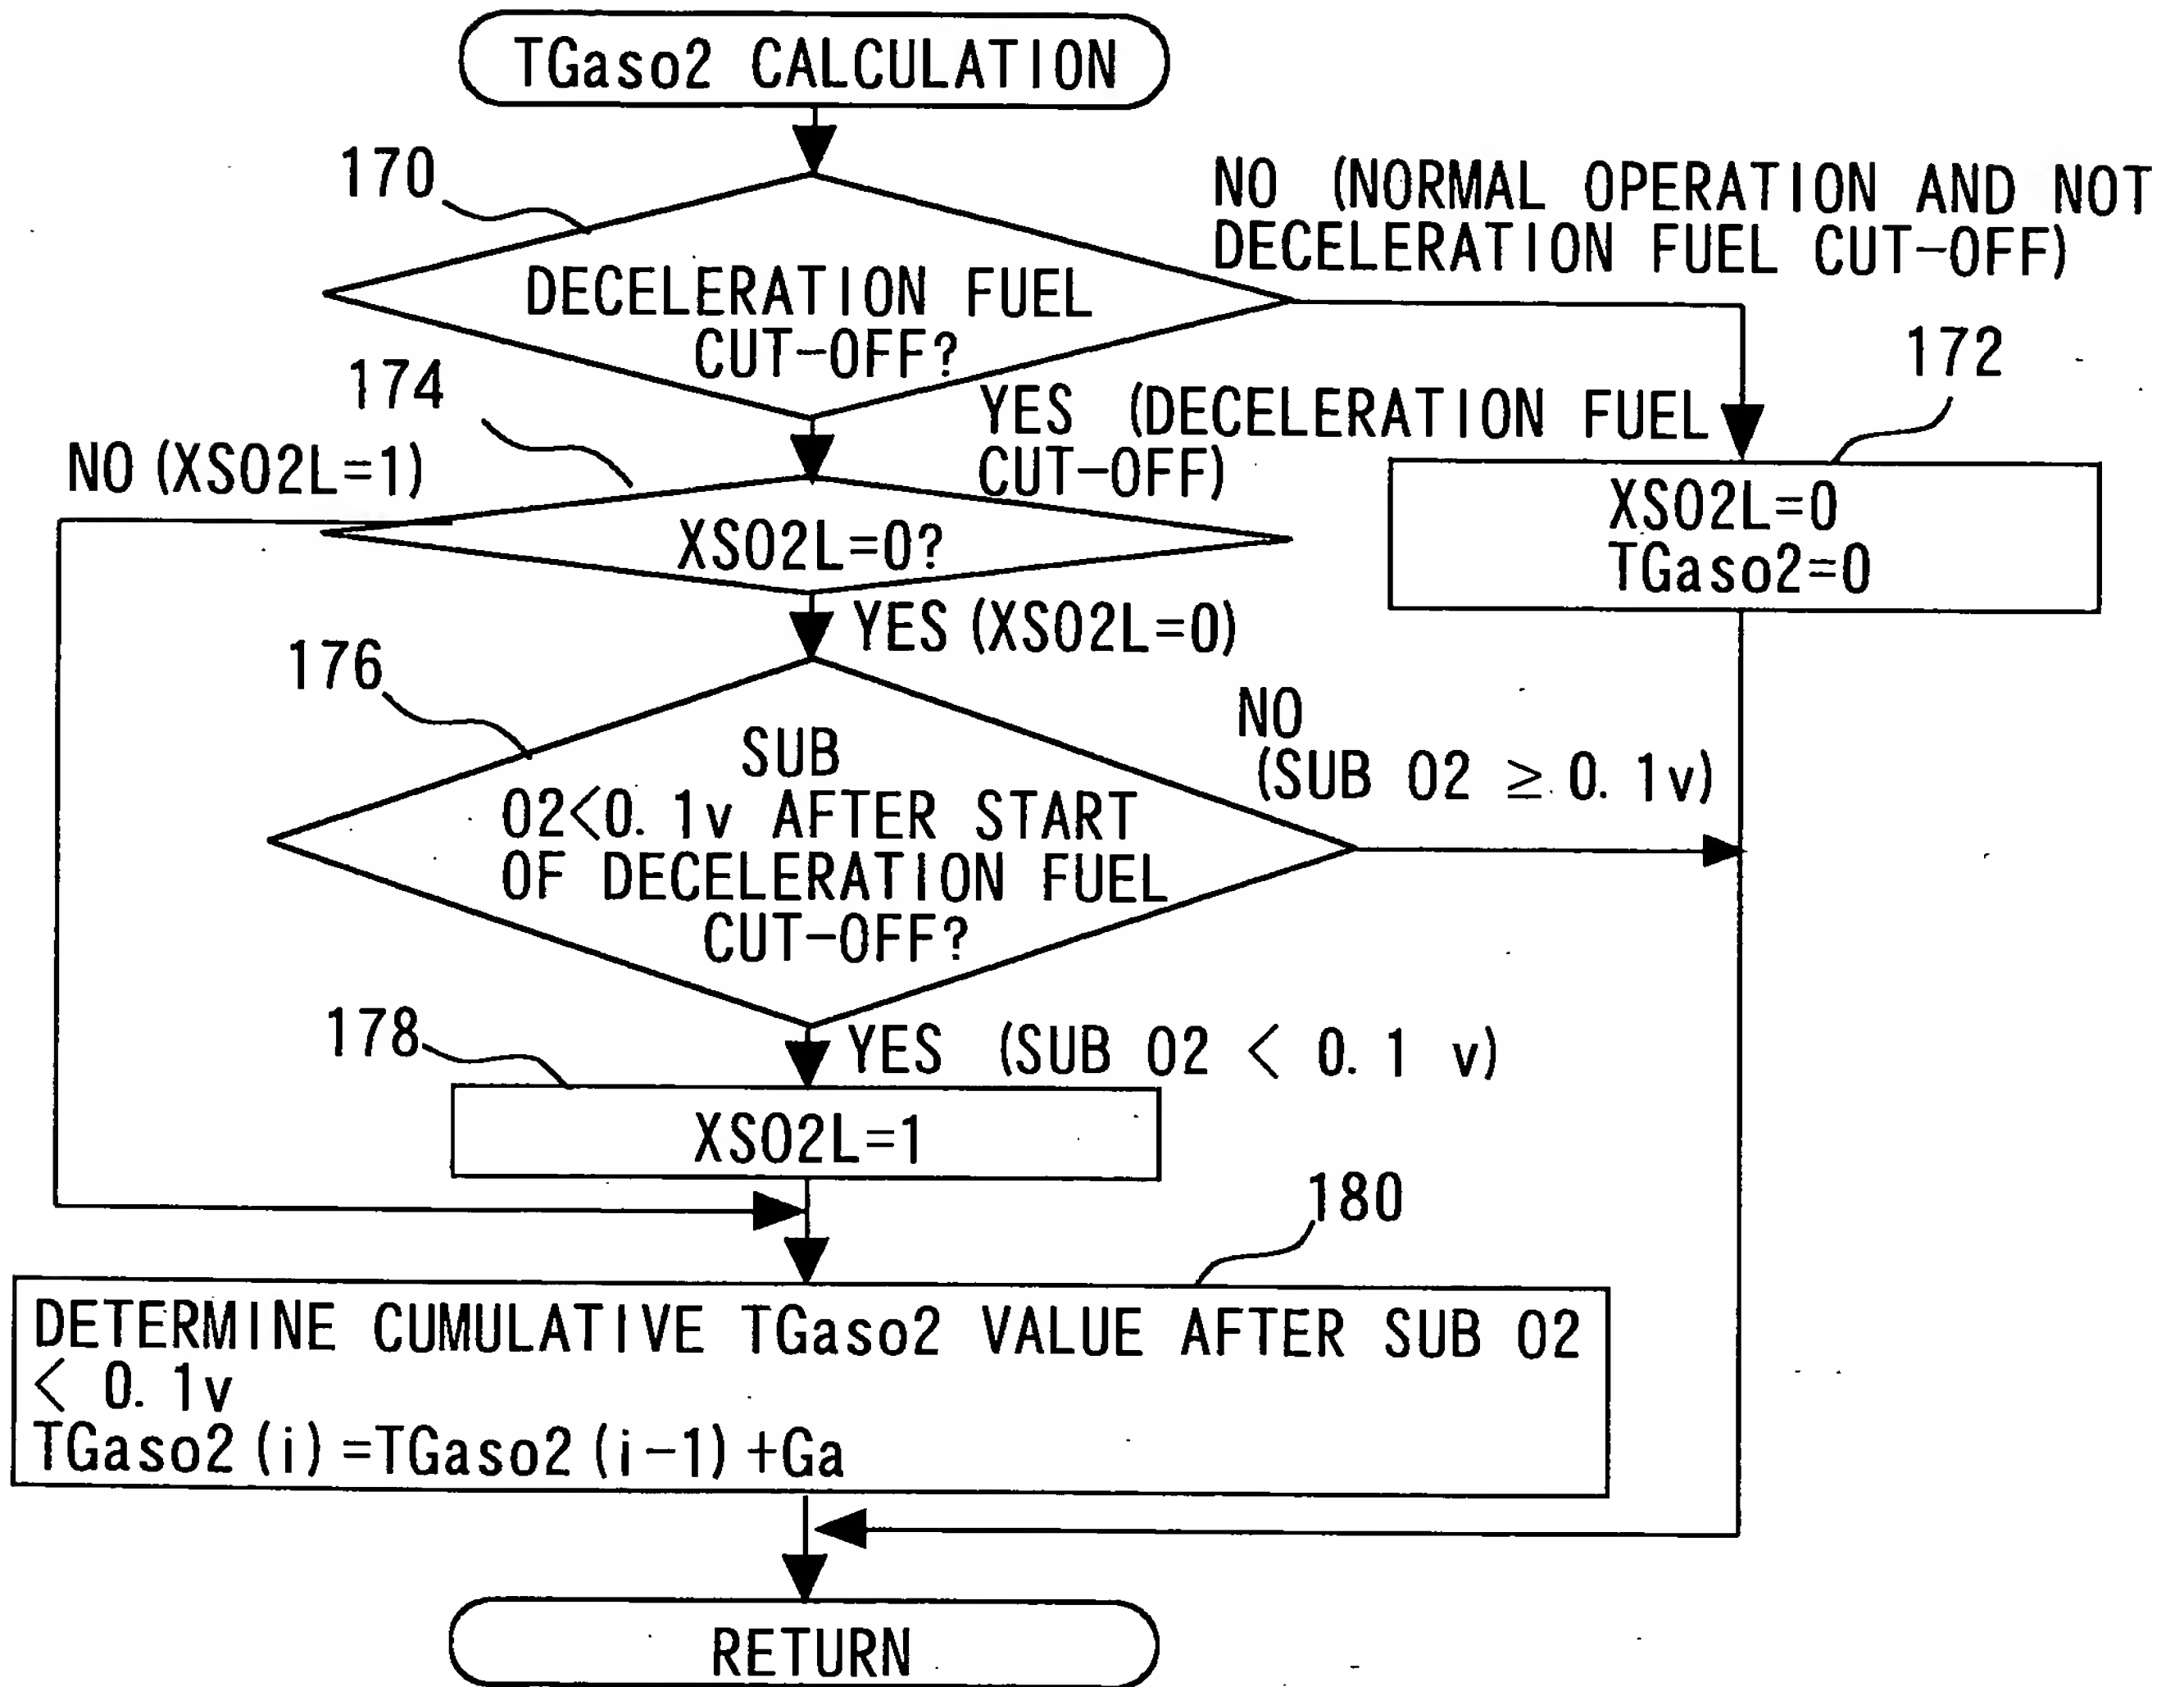 TGaso2 CALCULATION
170
NO (NORMAL OPERATION AND NOT
DECELERATION FUEL CUT-OFF)
DECELERATION FUEL
CUT-OFF?
172
174
YES (DECELERATION FUEL
CUT-OFF)
NO (XSO2L=1)
XSO2L=0
TGaso2=0
XSO2L=0?
YES (XSO2L=0)
176
NO
(SUB O2 ≥ 0.1v)
SUB
O2<0.1v AFTER START
OF DECELERATION FUEL
CUT-OFF?
178
YES (SUB O2 < 0.1 v)
XSO2L=1
180
DETERMINE CUMULATIVE TGaso2 VALUE AFTER SUB O2
< 0.1v
TGaso2(i)=TGaso2(i-1)+Ga
RETURN